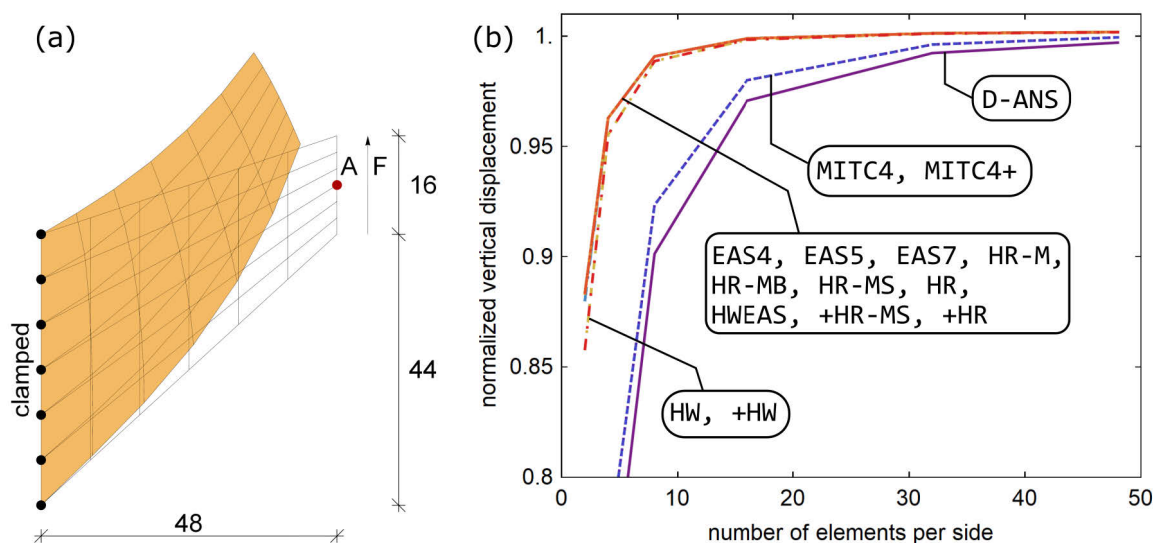 (a)
A
F
16
44
48
clamped
(b)
normalized vertical displacement
1.
0.95
0.9
0.85
0.8
0
10
20
30
40
50
number of elements per side
D-ANS
MITC4, MITC4+
EAS4, EAS5, EAS7, HR-M,
HR-MB, HR-MS, HR,
HWEAS, +HR-MS, +HR
HW, +HW